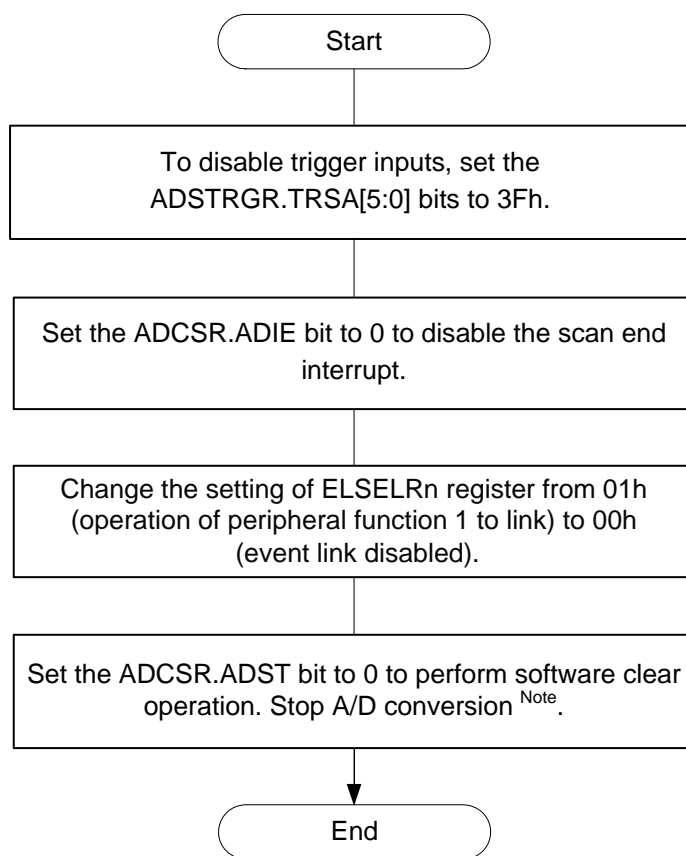 Start
To disable trigger inputs, set the
ADSTRGR.TRSA[5:0] bits to 3Fh.
Set the ADCSR.ADIE bit to 0 to disable the scan end
interrupt.
Change the setting of ELSELRn register from 01h
(operation of peripheral function 1 to link) to 00h
(event link disabled).
Set the ADCSR.ADST bit to 0 to perform software clear
operation. Stop A/D conversion Note.
End